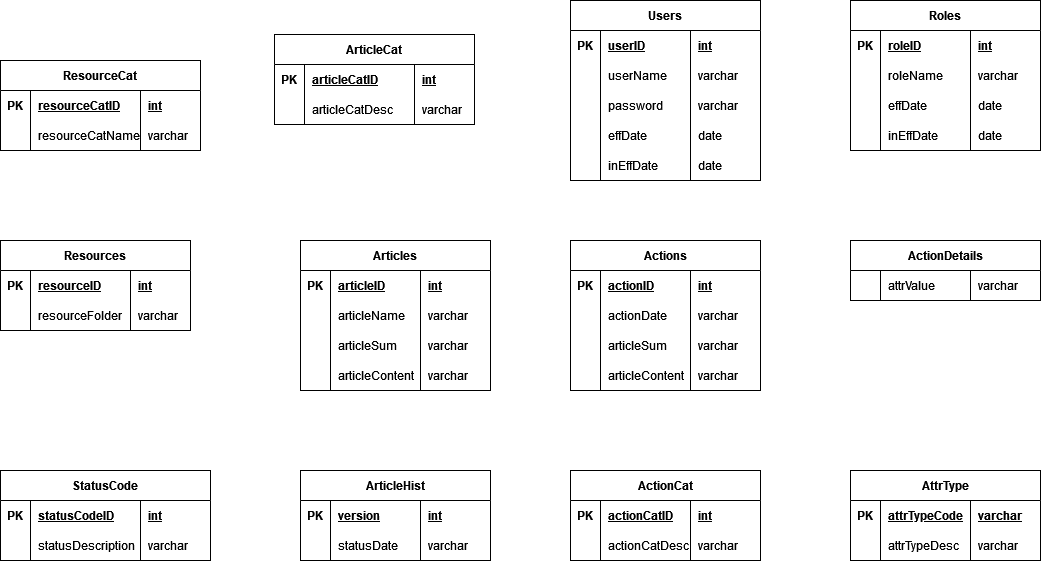 ResourceCat
PK resourceCatID int
resourceCatName varchar
ArticleCat
PK articleCatID int
articleCatDesc varchar
Users
PK userID int
userName varchar
password varchar
effDate date
inEffDate date
Roles
PK roleID int
roleName varchar
effDate date
inEffDate date
Resources
PK resourceID int
resourceFolder varchar
Articles
PK articleID int
articleName varchar
articleSum varchar
articleContent varchar
Actions
PK actionID int
actionDate varchar
articleSum varchar
articleContent varchar
ActionDetails
attrValue varchar
StatusCode
PK statusCodeID int
statusDescription varchar
ArticleHist
PK version int
statusDate varchar
ActionCat
PK actionCatID int
actionCatDesc varchar
AttrType
PK attrTypeCode varchar
attrTypeDesc varchar